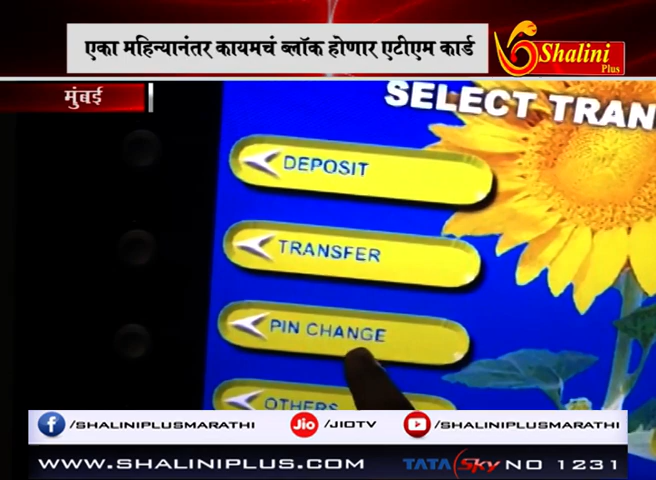 एका महिन्यानंतर कायमचं ब्लॉक होणार एटीएम कार्ड
Shalini
Plus
मुंबई
SELECT TRAN
DEPOSIT
TRANSFER
PIN CHANGE
OTHERS
/SHALINIPLUSMARATHI
Jio /JIOTV
/SHALINIPLUSMARATHI
WWW.SHALINIPLUS.COM
TATA Sky NO 1231